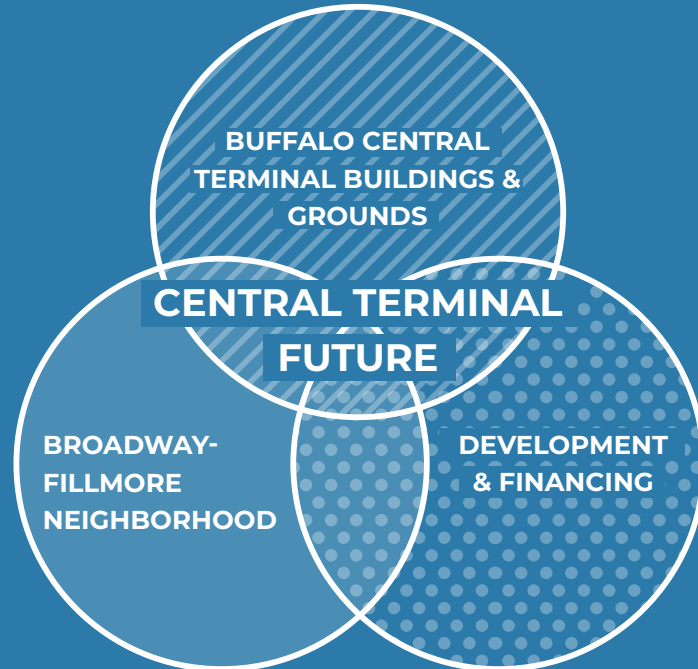 BUFFALO CENTRAL
TERMINAL BUILDINGS &
GROUNDS
CENTRAL TERMINAL
FUTURE
BROADWAY-
FILLMORE
NEIGHBORHOOD
DEVELOPMENT
& FINANCING